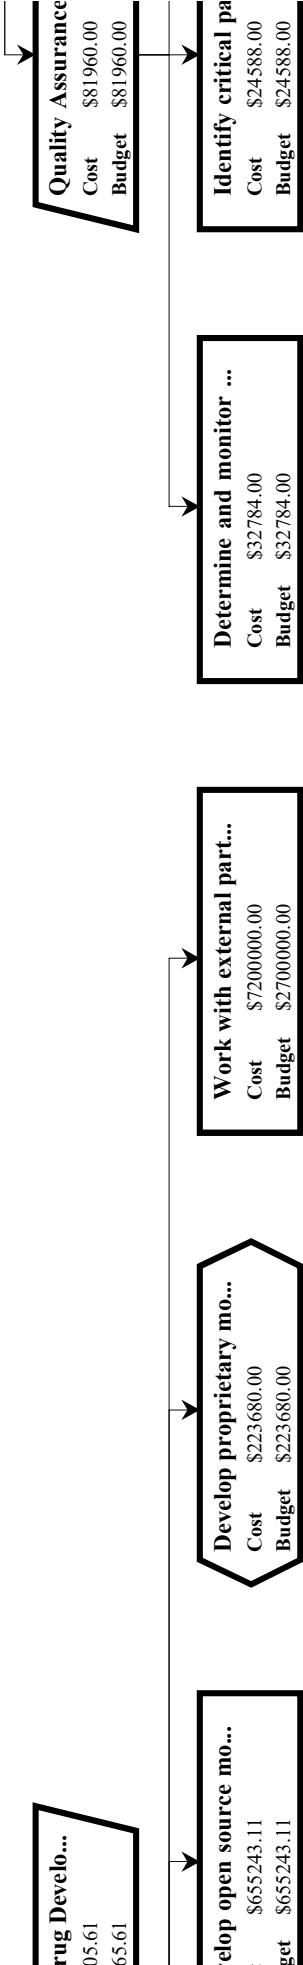 Quality Assurance
Cost $81960.00
Budget $81960.00
Identify critical pa
Cost $24588.00
Budget $24588.00
Determine and monitor ...
Cost $32784.00
Budget $32784.00
Work with external part...
Cost $7200000.00
Budget $2700000.00
Develop proprietary mo...
Cost $223680.00
Budget $223680.00
velop open source mo...
$655243.11
get $655243.11
rug Develo...
05.61
65.61